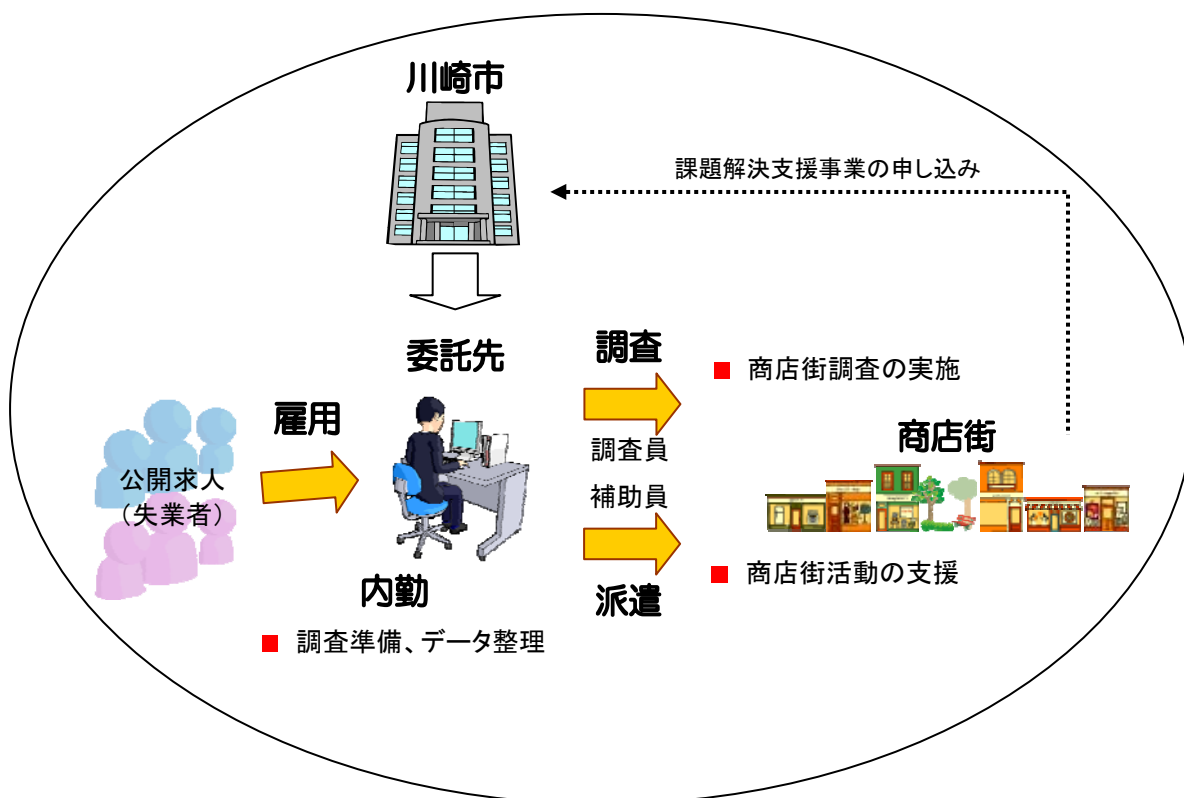 川崎市
課題解決支援事業の申し込み
委託先
調査
■ 商店街調査の実施
雇用
商店街
調査員
公開求人
（失業者）
補助員
■ 商店街活動の支援
内勤
派遣
■ 調査準備、データ整理